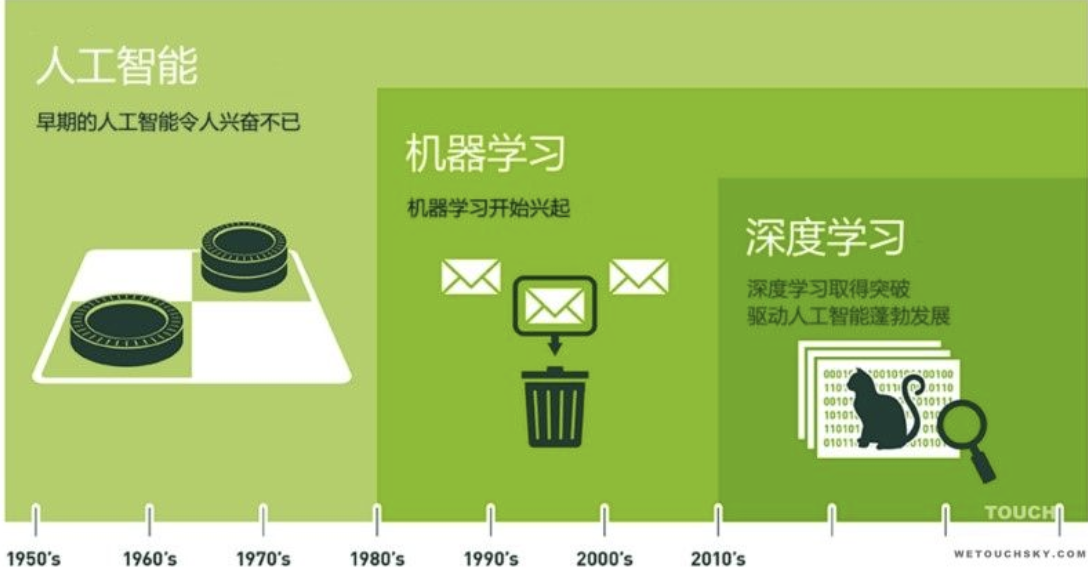 人工智能
早期的人工智能令人兴奋不已
机器学习
机器学习开始兴起
深度学习
深度学习取得突破
驱动人工智能蓬勃发展
TOUCH
1950's 1960's 1970's 1980's 1990's 2000's 2010's
WETOUCHSKY.COM